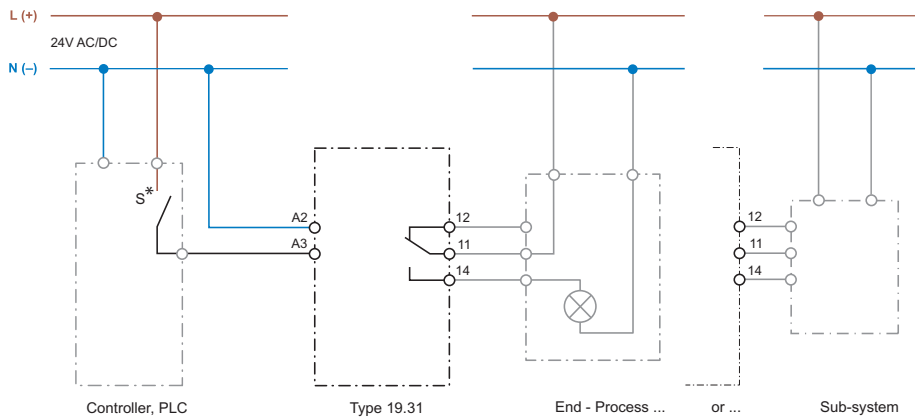 L (+)
24V AC/DC
N (–)
S*
A2
A3
12
11
14
12
11
14
Controller, PLC
Type 19.31
End - Process ...
or ...
Sub-system